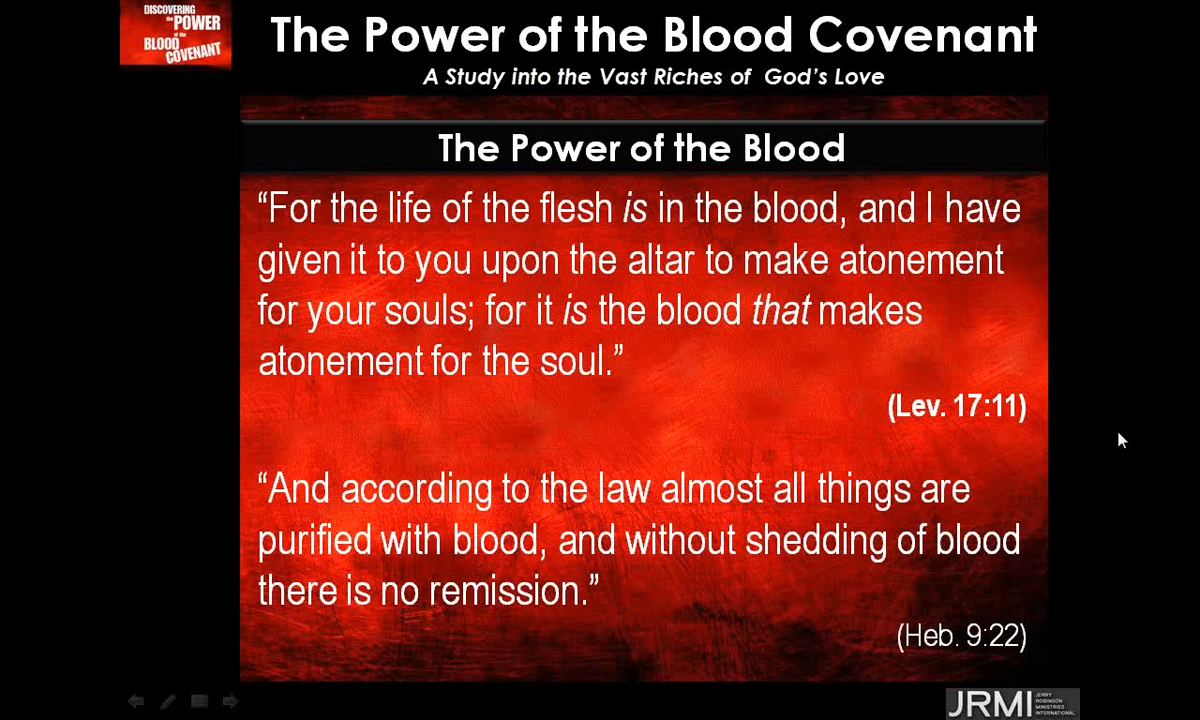 DISCOVERING
the POWER
of the
BLOOD
COVENANT
The Power of the Blood Covenant
A Study into the Vast Riches of God’s Love
The Power of the Blood
“For the life of the flesh is in the blood, and I have
given it to you upon the altar to make atonement
for your souls; for it is the blood that makes
atonement for the soul.”
(Lev. 17:11)
“And according to the law almost all things are
purified with blood, and without shedding of blood
there is no remission.”
(Heb. 9:22)
JRMI
JERRY
ROBINSON
MINISTRIES
INTERNATIONAL